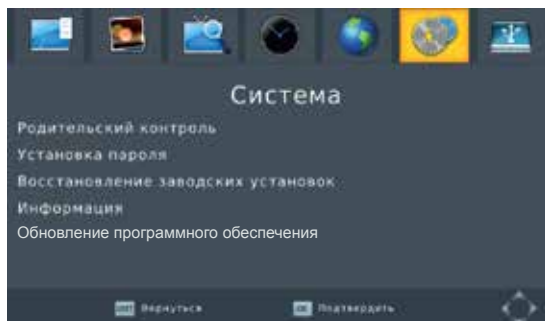 Система
Родительский контроль
Установка пароля
Восстановление заводских установок
Информация
Обновление программного обеспечения
Вернуться
Подтвердить